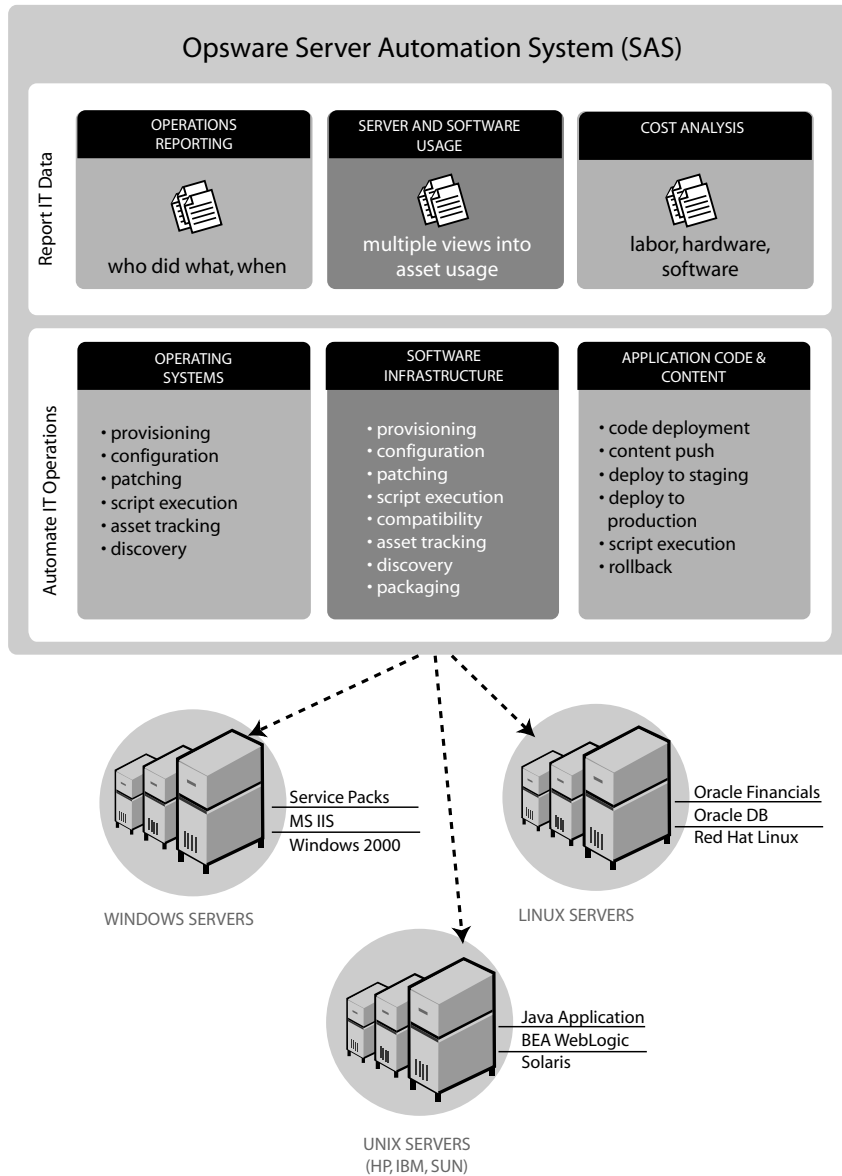 Opsware Server Automation System (SAS)
Report IT Data
OPERATIONS
REPORTING
who did what, when
SERVER AND SOFTWARE
USAGE
multiple views into
asset usage
COST ANALYSIS
labor, hardware,
software
Automate IT Operations
OPERATING
SYSTEMS
• provisioning
• configuration
• patching
• script execution
• asset tracking
• discovery
SOFTWARE
INFRASTRUCTURE
• provisioning
• configuration
• patching
• script execution
• compatibility
• asset tracking
• discovery
• packaging
APPLICATION CODE &
CONTENT
• code deployment
• content push
• deploy to staging
• deploy to
production
• script execution
• rollback
Service Packs
MS IIS
Windows 2000
WINDOWS SERVERS
Oracle Financials
Oracle DB
Red Hat Linux
LINUX SERVERS
Java Application
BEA WebLogic
Solaris
UNIX SERVERS
(HP, IBM, SUN)